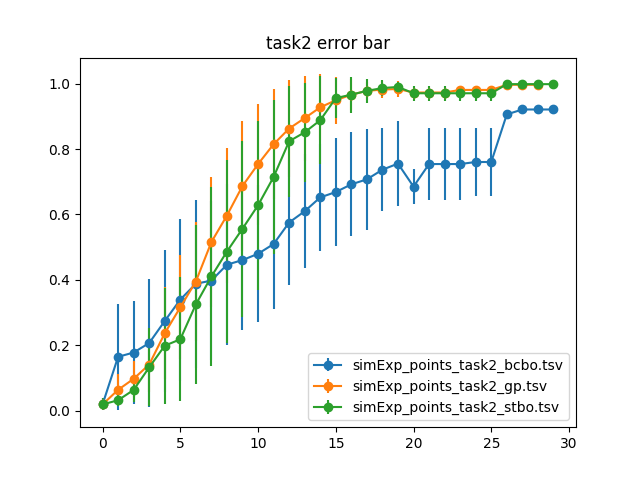 task2 error bar
1.0
0.8
0.6
0.4
0.2
0.0
simExp_points_task2_bcbo.tsv
simExp_points_task2_gp.tsv
simExp_points_task2_stbo.tsv
0 5 10 15 20 25 30